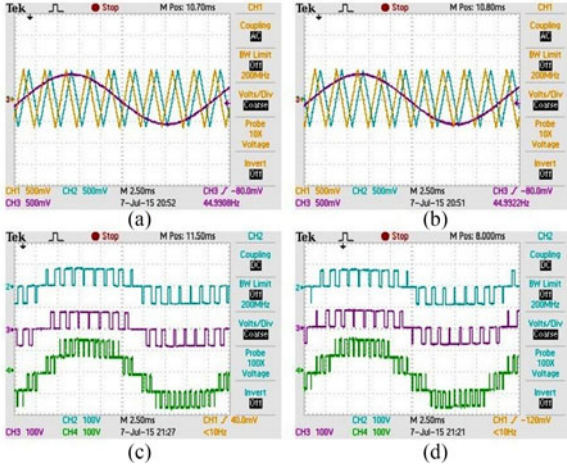 Tek
Stop
M Pos: 10.70ms
CH1
Coupling
AC
BW Limit
Off
200MHz
Volts/Div
Coarse
Probe
10X
Voltage
Invert
Off
CH1 500mV
CH2 500mV
M 2.50ms
CH3 / -80.0mV
CH3 500mV
7-Jul-15 20:52
44.9908Hz
(a)
Tek
Stop
M Pos: 10.80ms
CH1
Coupling
AC
BW Limit
Off
200MHz
Volts/Div
Coarse
Probe
10X
Voltage
Invert
Off
CH1 500mV
CH2 500mV
M 2.50ms
CH3 / -80.0mV
CH3 500mV
7-Jul-15 20:51
44.9922Hz
(b)
Tek
Stop
M Pos: 11.50ms
CH2
Coupling
DC
BW Limit
Off
200MHz
Volts/Div
Coarse
Probe
100X
Voltage
Invert
Off
2
3
4
CH2 100V
M 2.50ms
CH1 / 40.0mV
CH3 100V
CH4 100V
7-Jul-15 21:27
<10Hz
(c)
Tek
Stop
M Pos: 8.000ms
CH2
Coupling
DC
BW Limit
Off
200MHz
Volts/Div
Coarse
Probe
100X
Voltage
Invert
Off
2
3
4
CH2 100V
M 2.50ms
CH1 / -120mV
CH3 100V
CH4 100V
7-Jul-15 21:21
<10Hz
(d)